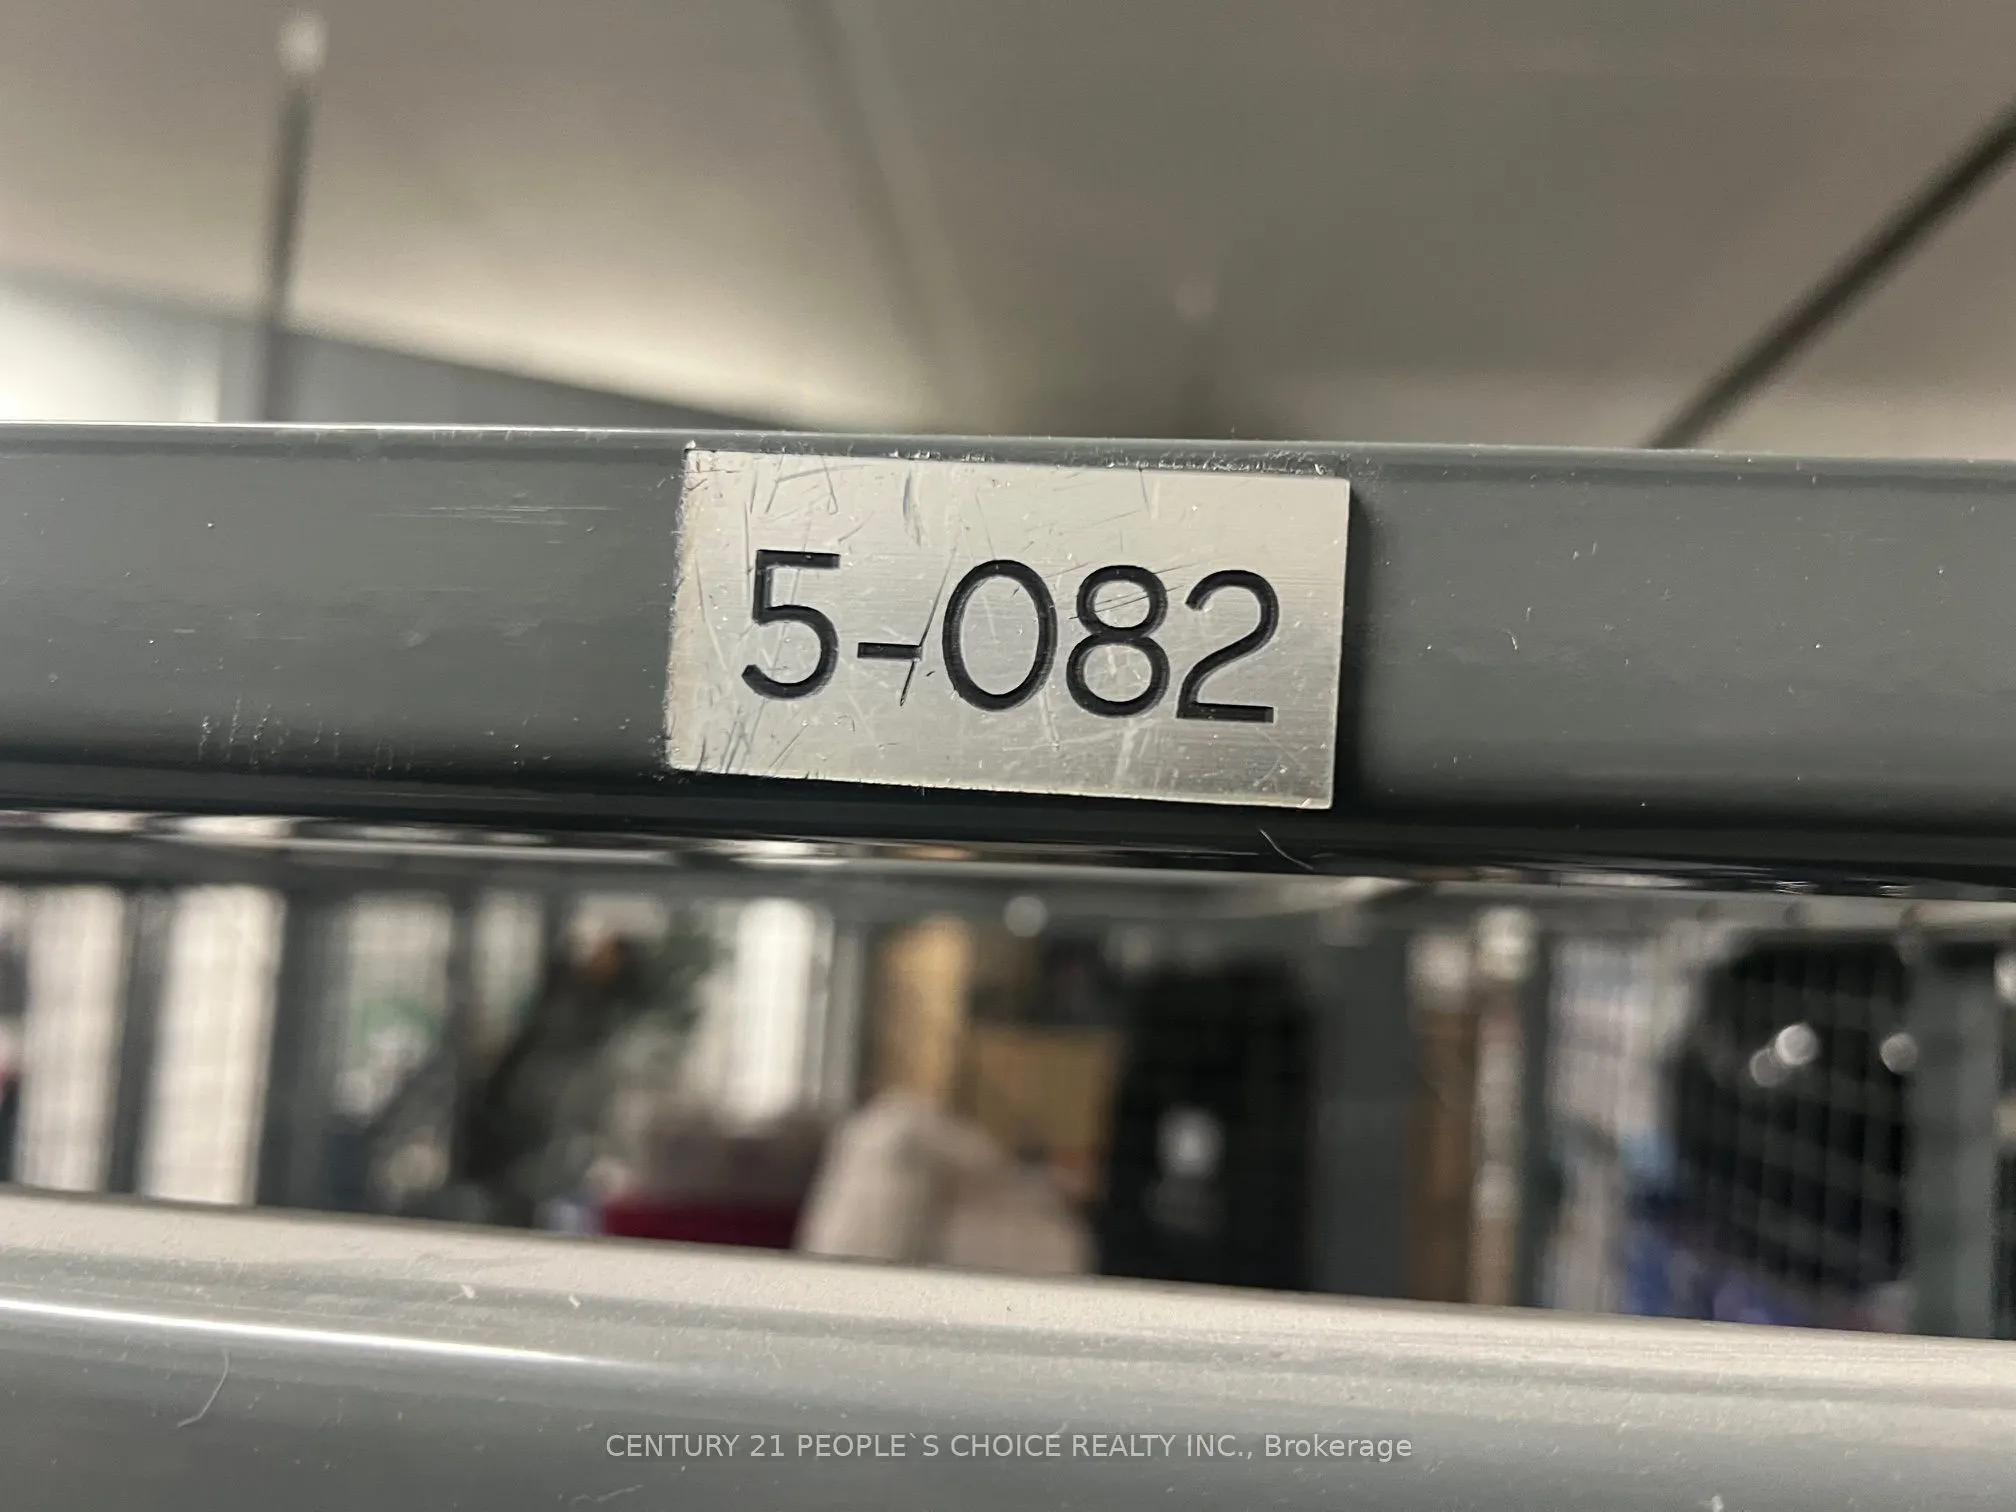 5-082
CENTURY 21 PEOPLE`S CHOICE REALTY INC., Brokerage